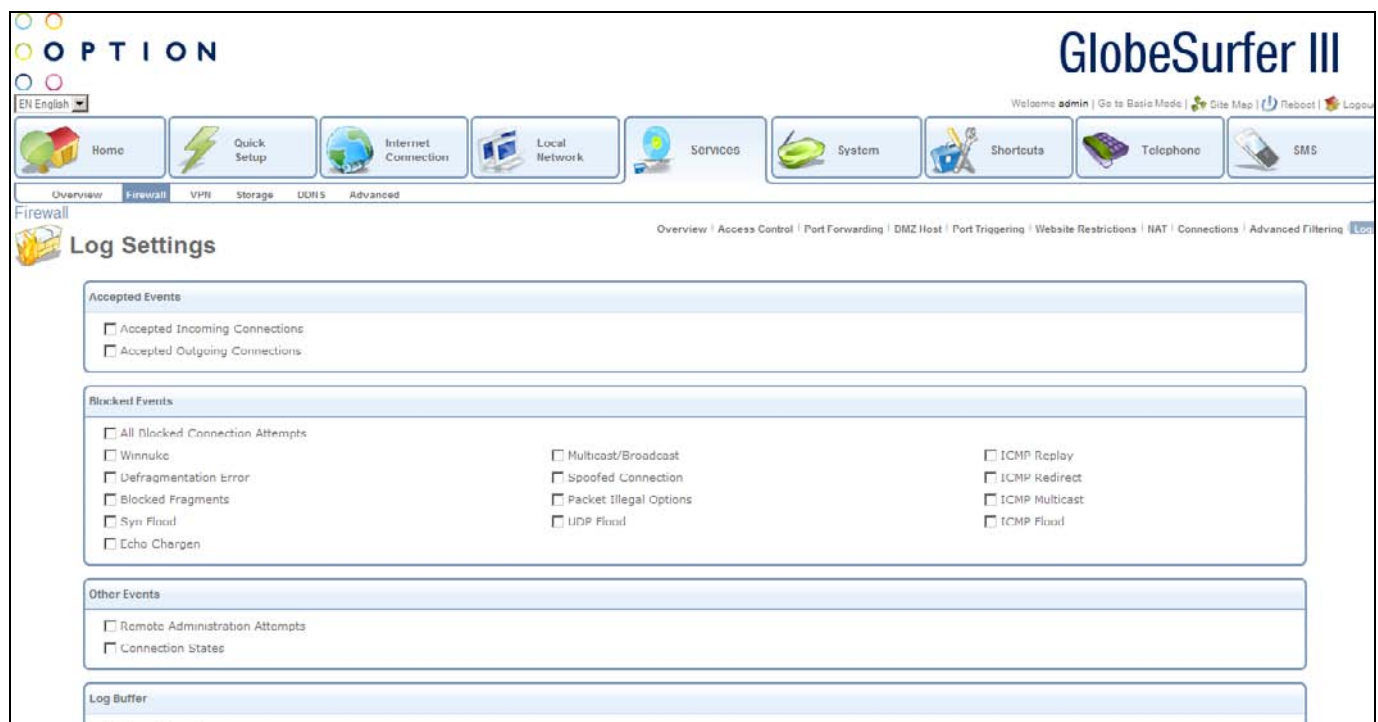 OPTION
GlobeSurfer III
EN English
Welcome admin | Go to Basic Mode | Site Map | Reboot | Logou
Home
Quick Setup
Internet Connection
Local Network
Services
System
Shortcuts
Telephone
SMS
Overview Firewall VPN Storage DDNS Advanced
Firewall
Overview | Access Control | Port Forwarding | DMZ Host | Port Triggering | Website Restrictions | NAT | Connections | Advanced Filtering | Log
Log Settings
Accepted Events
Accepted Incoming Connections
Accepted Outgoing Connections
Blocked Events
All Blocked Connection Attempts
Winnuke Multicast/Broadcast ICMP Replay
Defragmentation Error Spoofed Connection ICMP Redirect
Blocked Fragments Packet Illegal Options ICMP Multicast
Syn Flood UDP Flood ICMP Flood
Echo Chargen
Other Events
Remote Administration Attempts
Connection States
Log Buffer